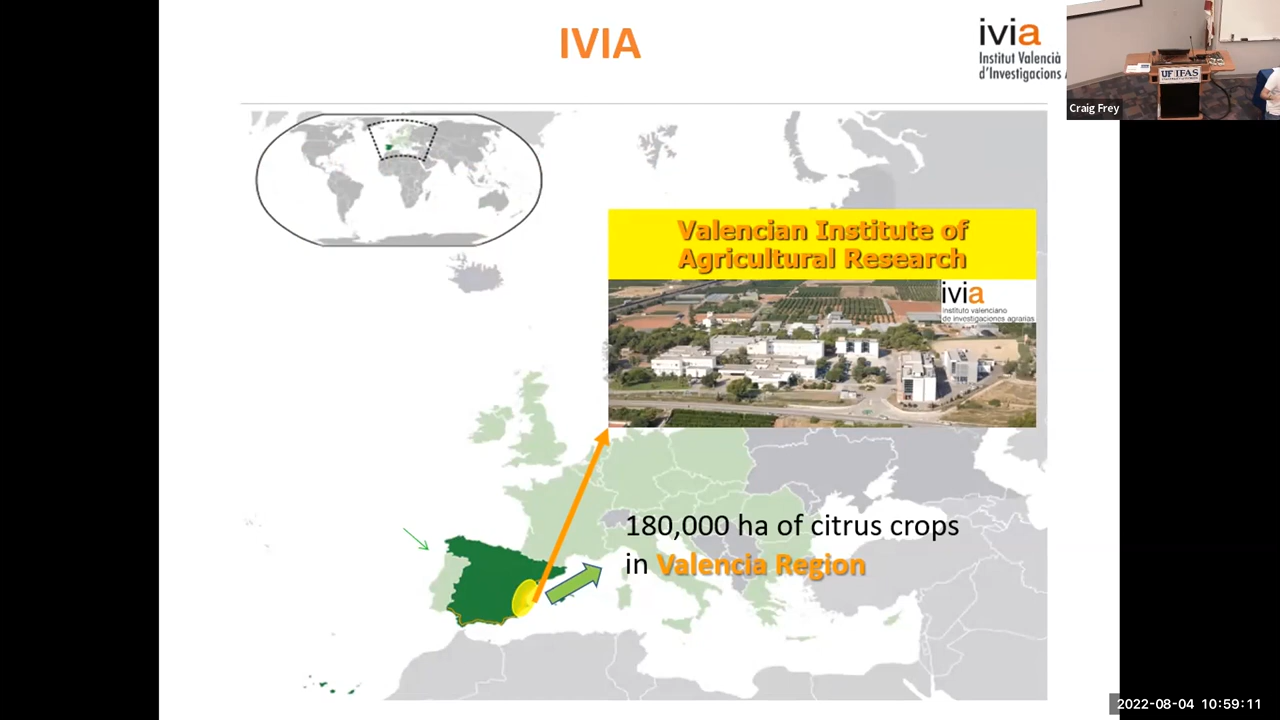 IVIA
ivia
Institut Valencià
d'Investigacions
UF IFAS
Craig Frey
Valencian Institute of
Agricultural Research
ivia
instituto valenciano
de investigaciones agrarias
180,000 ha of citrus crops
in Valencia Region
2022-08-04 10:59:11